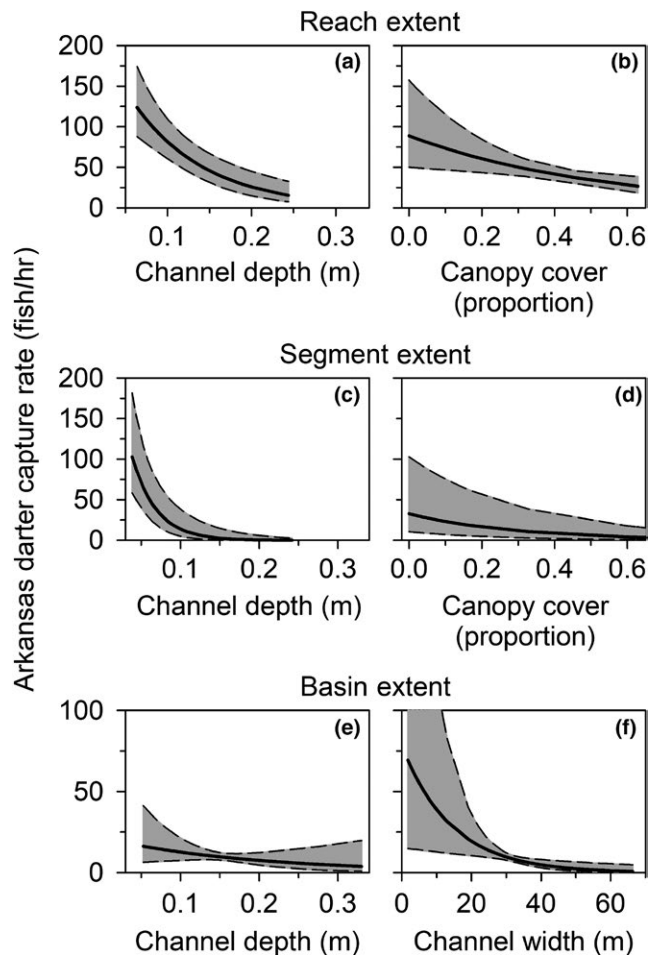 Reach extent
Arkansas darter capture rate (fish/hr)
200
150
100
50
0
(a)
0.1 0.2 0.3
Channel depth (m)
(b)
0.0 0.2 0.4 0.6
Canopy cover
(proportion)
Segment extent
200
150
100
50
0
(c)
0.1 0.2 0.3
Channel depth (m)
(d)
0.0 0.2 0.4 0.6
Canopy cover
(proportion)
Basin extent
100
50
0
(e)
0.1 0.2 0.3
Channel depth (m)
(f)
0 20 40 60
Channel width (m)